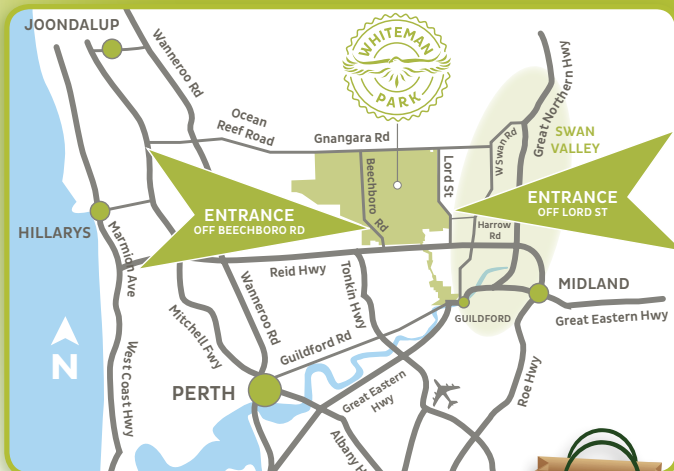 JOONDALUP
Wanneroo Rd
WHITEMAN
PARK
Great Northern Hwy
Ocean
Reef Road
Gnangara Rd
W Swan Rd
SWAN
VALLEY
Beechboro
Rd
Lord St
ENTRANCE
OFF LORD ST
ENTRANCE
OFF BEECHBORO RD
HILLARYS
Marmion Ave
Harrow
Rd
Reid Hwy
Tonkin Hwy
Wanneroo Rd
MIDLAND
Great Eastern Hwy
GUILDFORD
Mitchell Fwy
Guildford Rd
N
West Coast Hwy
PERTH
Great Eastern
Hwy
Roe Hwy
Albany H